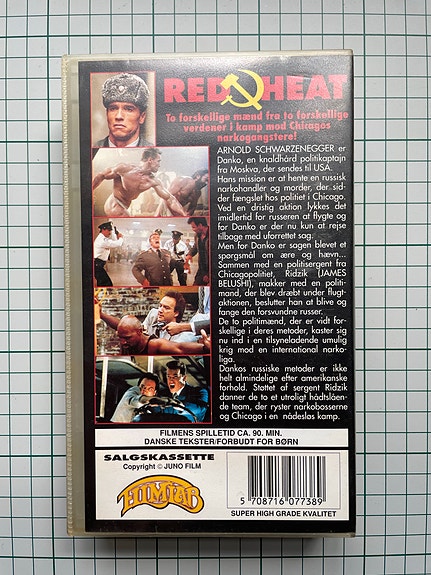 RED HEAT
To forskellige mænd fra to forskellige
verdener i kamp mod Chicagos
narkogangstere!
ARNOLD SCHWARZENEGGER er
Danko, en knaldhård politikaptajn
fra Moskva, der sendes til USA.
Hans mission er at hente en russisk
narkohandler og morder, der sid-
der fængslet hos politiet i Chicago.
Ved en dristig aktion lykkes det
imidlertid for russeren at flygte og
for Danko er der nu kun at rejse
tilbage med uforrettet sag.
Men for Danko er sagen blevet et
spørgsmål om ære og hævn...
Sammen med en politisergent fra
Chicagopolitiet, Ridzik (JAMES
BELUSHI), makker med en politi-
mand, der blev dræbt under flugt-
aktionen, beslutter han at blive og
fange den forsvundne russer.
De to politimænd, der er vidt for-
skellige i deres metoder, kaster sig
nu ind i en tilsyneladende umulig
krig mod en international narko-
liga.
Dankos russiske metoder er ikke
helt almindelige efter amerikanske
forhold. Støttet af sergent Ridzik
danner de to et utroligt hådslåen-
de team, der ryster narkobosserne
og Chicago i en nådesløs kamp.
FILMENS SPILLETID CA. 90. MIN.
DANSKE TEKSTER/FORBUDT FOR BØRN
SALGSKASSETTE
Copyright © JUNO FILM
FILMLAB
5 708716 077389
SUPER HIGH GRADE KVALITET